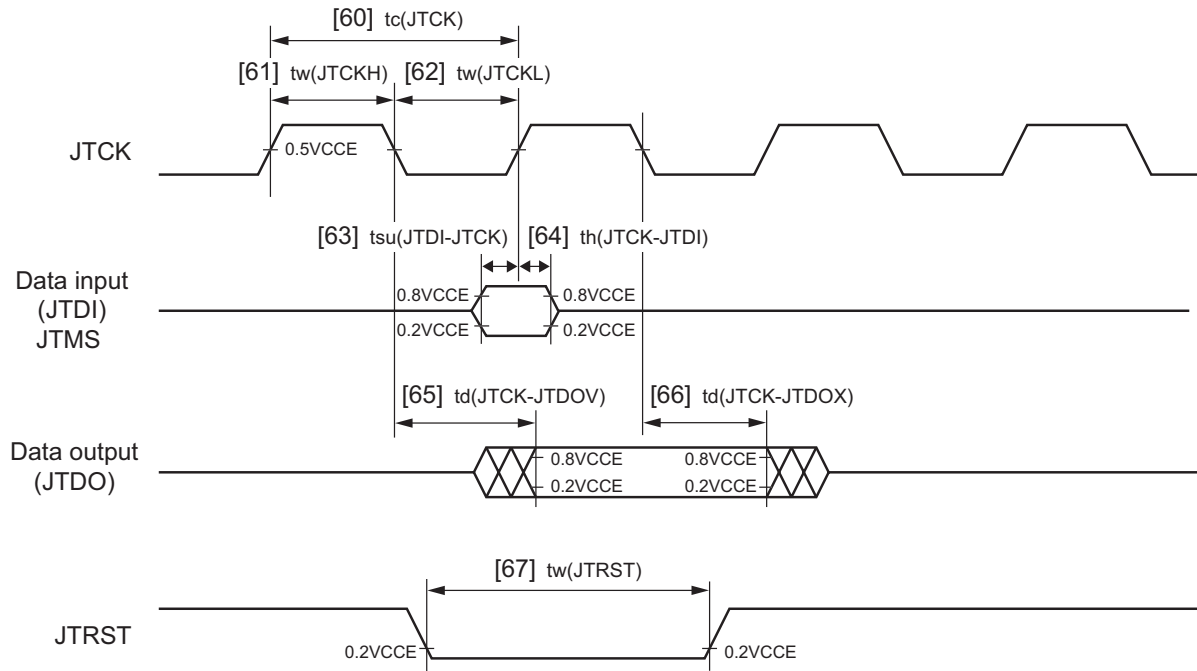 [60] tc(JTCK)
[61] tw(JTCKH) [62] tw(JTCKL)
JTCK
0.5VCCE
[63] tsu(JTDI-JTCK) [64] th(JTCK-JTDI)
Data input
(JTDI)
JTMS
0.8VCCE 0.8VCCE
0.2VCCE 0.2VCCE
[65] td(JTCK-JTDOV) [66] td(JTCK-JTDOX)
Data output
(JTDO)
0.8VCCE 0.8VCCE
0.2VCCE 0.2VCCE
[67] tw(JTRST)
JTRST
0.2VCCE 0.2VCCE